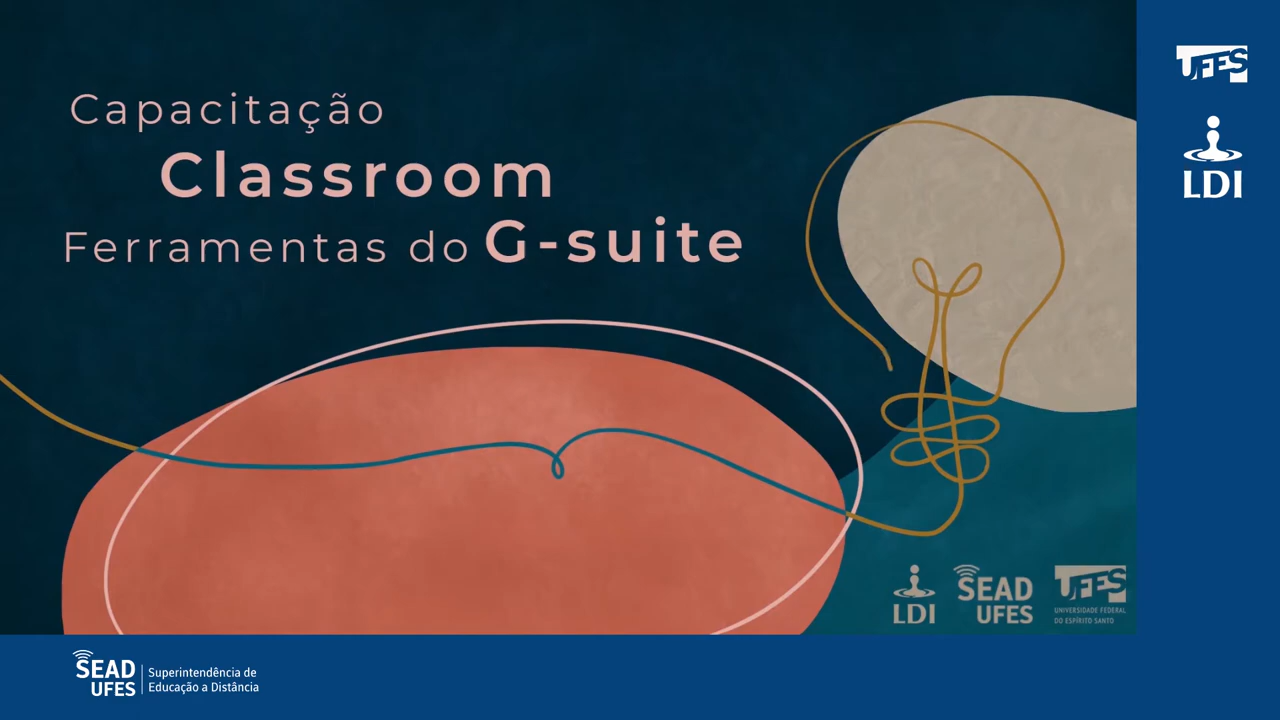 Capacitação
Classroom
Ferramentas do G-suite
UFES
LDI
LDI
SEAD
UFES
UFES
UNIVERSIDADE FEDERAL
DO ESPÍRITO SANTO
SEAD
UFES
Superintendência de
Educação a Distância